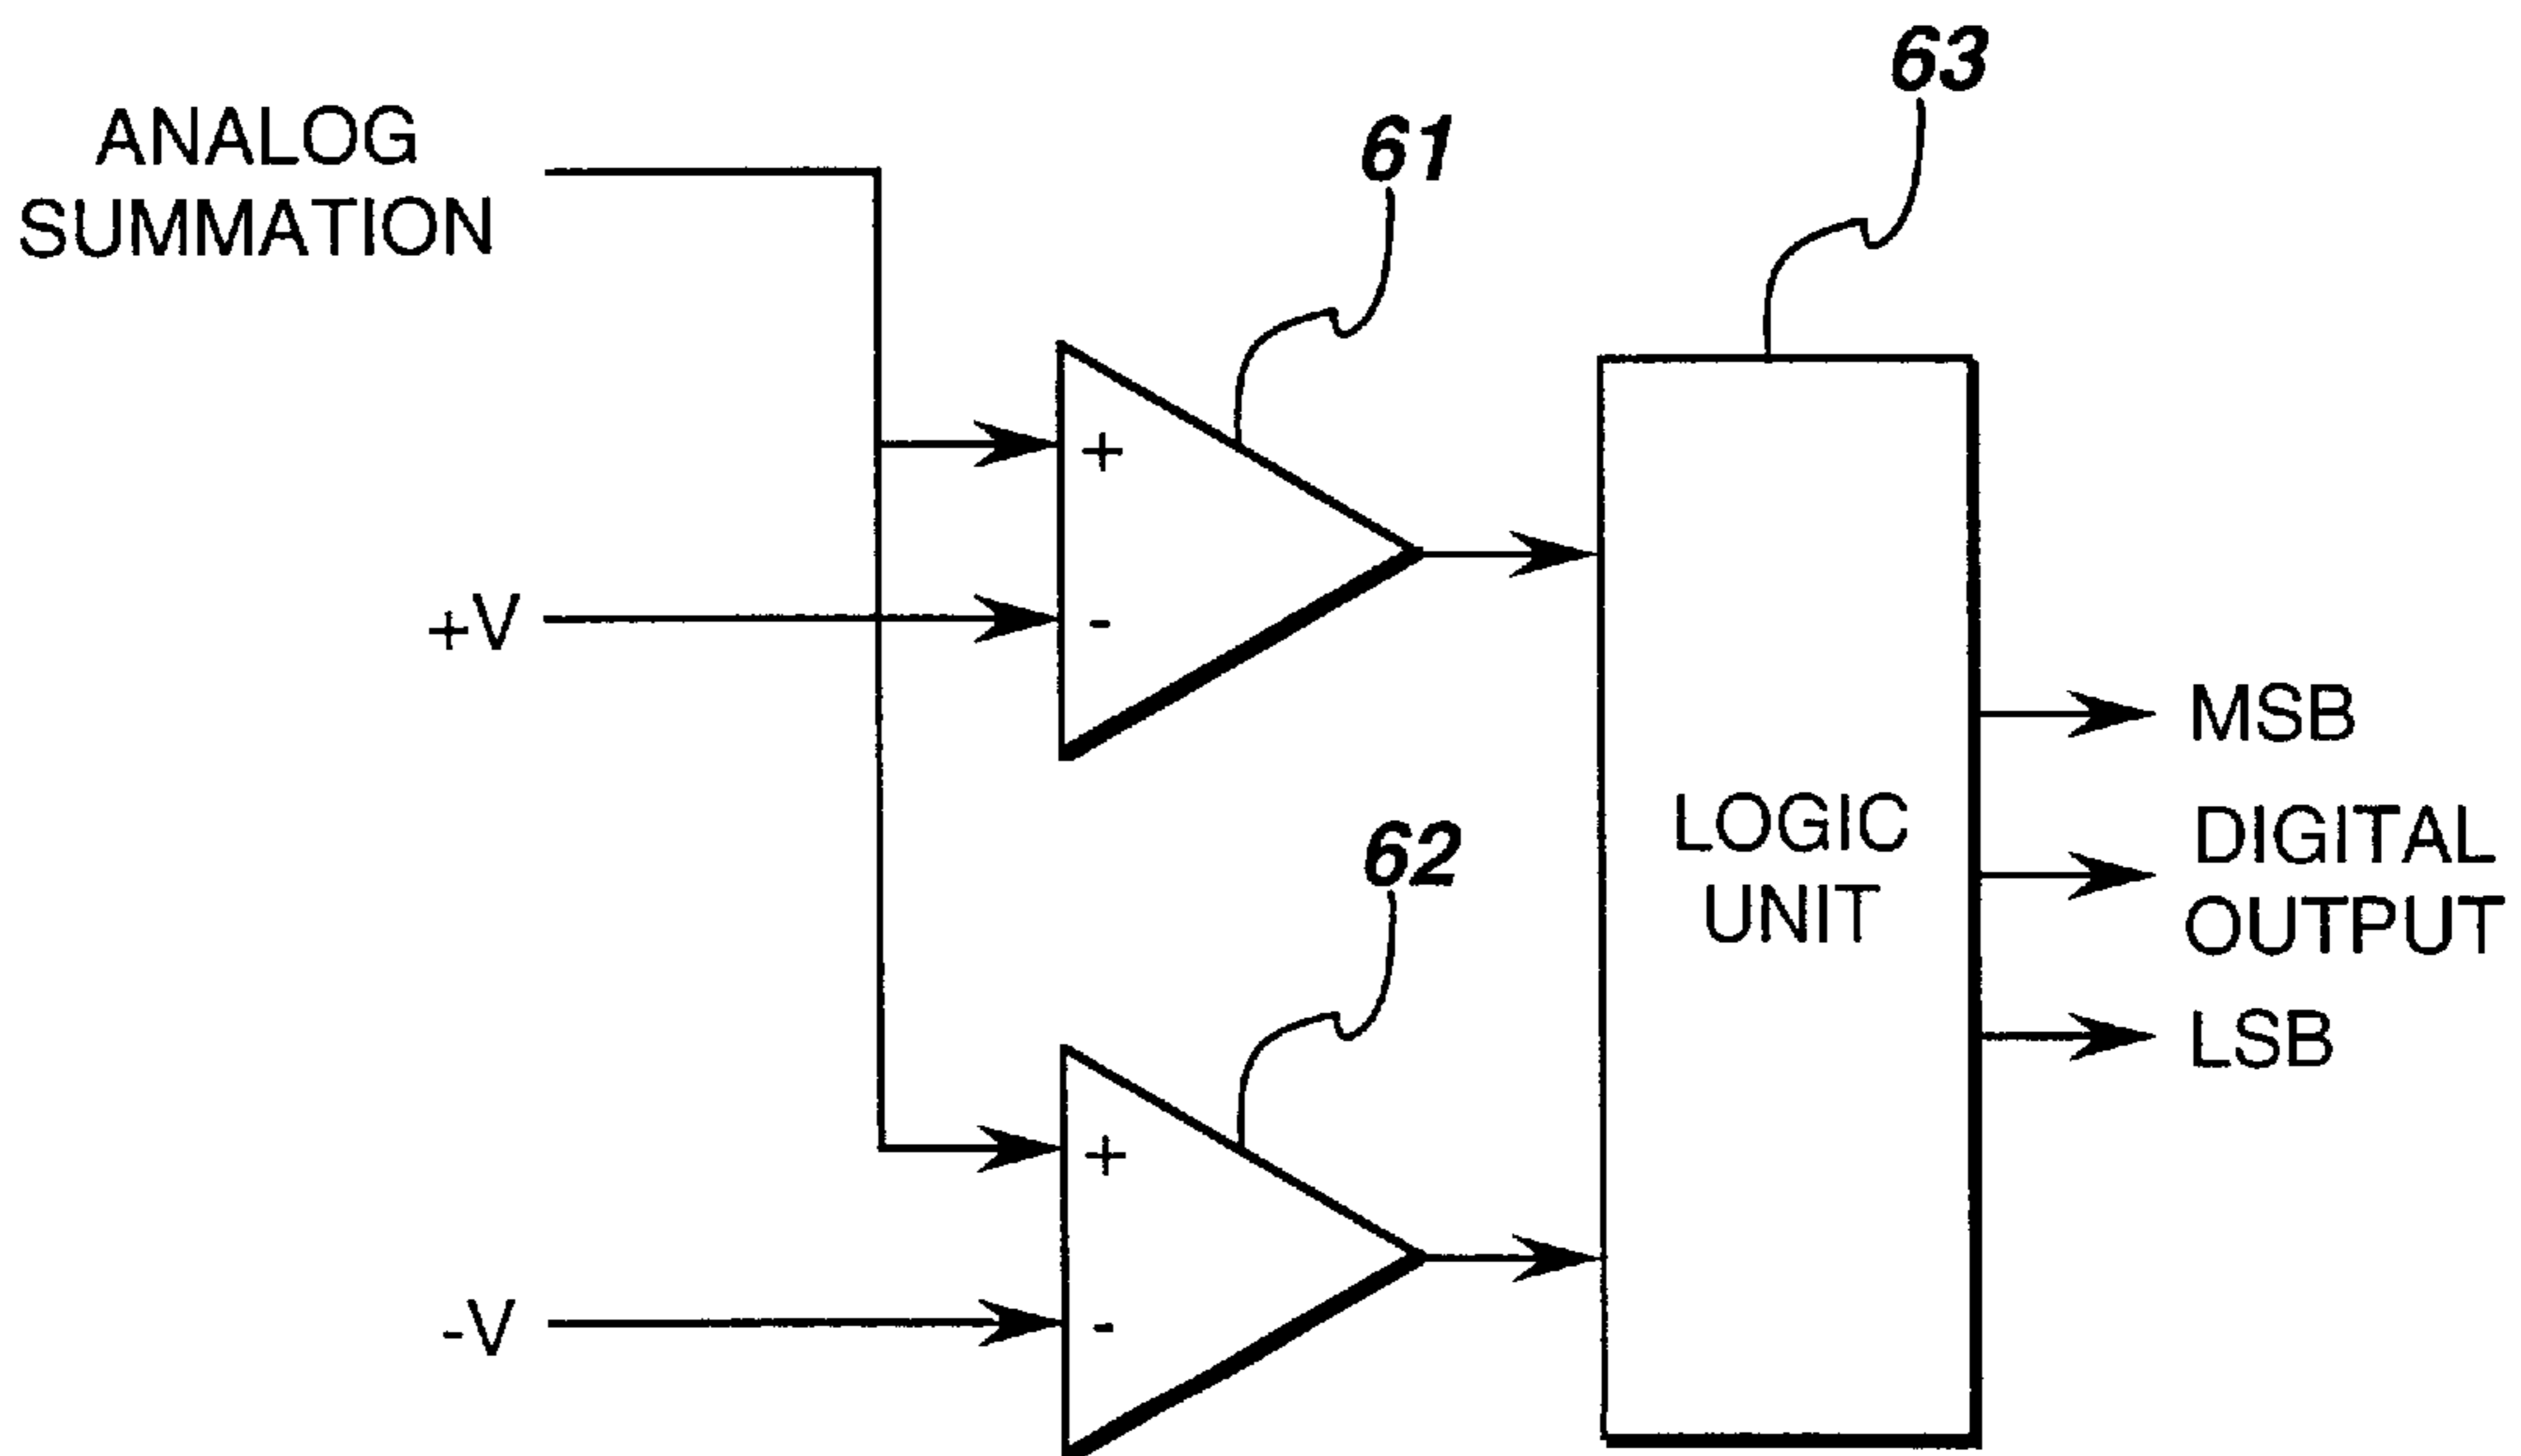 63
ANALOG
SUMMATION
61
+
+V
-
MSB
LOGIC
UNIT
DIGITAL
OUTPUT
62
LSB
+
-V
-